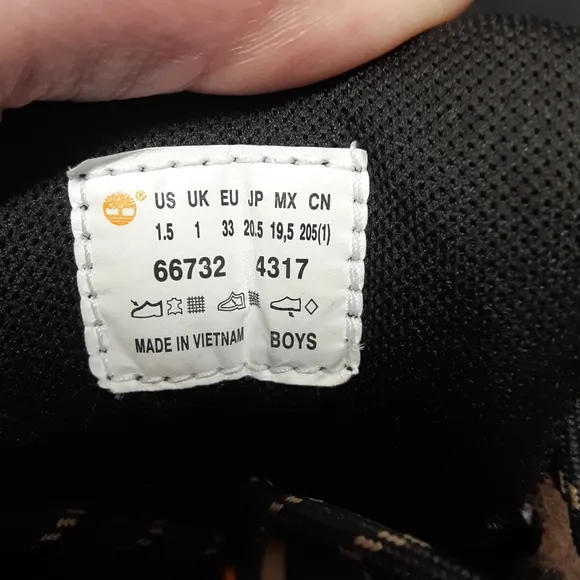 ® US UK EU JP MX CN
1.5 1 33 20.5 19,5 205(1)
66732 4317
MADE IN VIETNAM BOYS